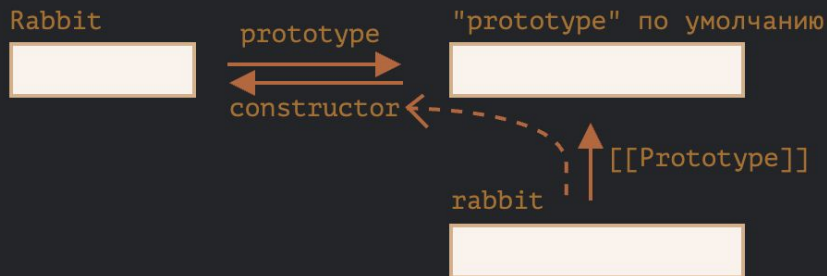 Rabbit
prototype
"prototype" по умолчанию
constructor
[[Prototype]]
rabbit